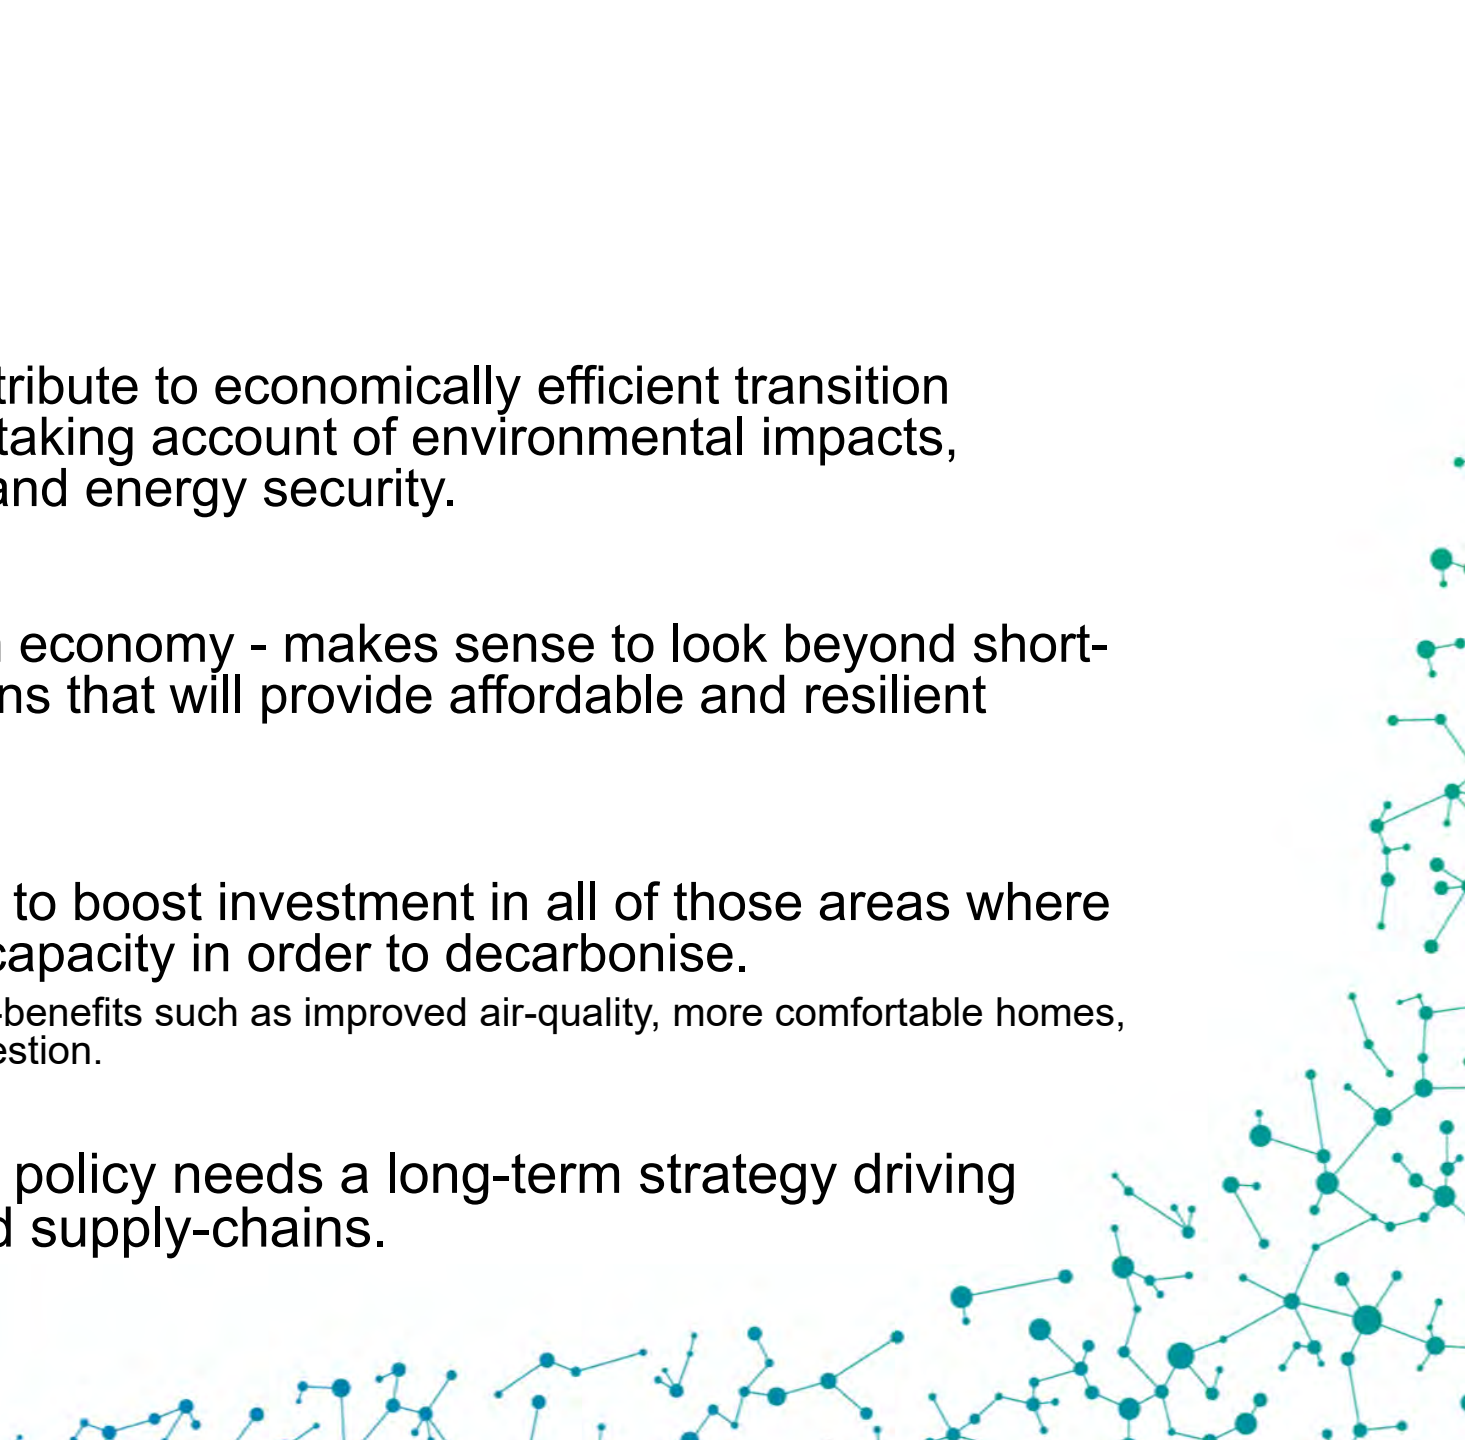 tribute to economically efficient transition
taking account of environmental impacts,
and energy security.
economy - makes sense to look beyond short-
ns that will provide affordable and resilient
to boost investment in all of those areas where
capacity in order to decarbonise.
-benefits such as improved air-quality, more comfortable homes,
estion.
policy needs a long-term strategy driving
d supply-chains.